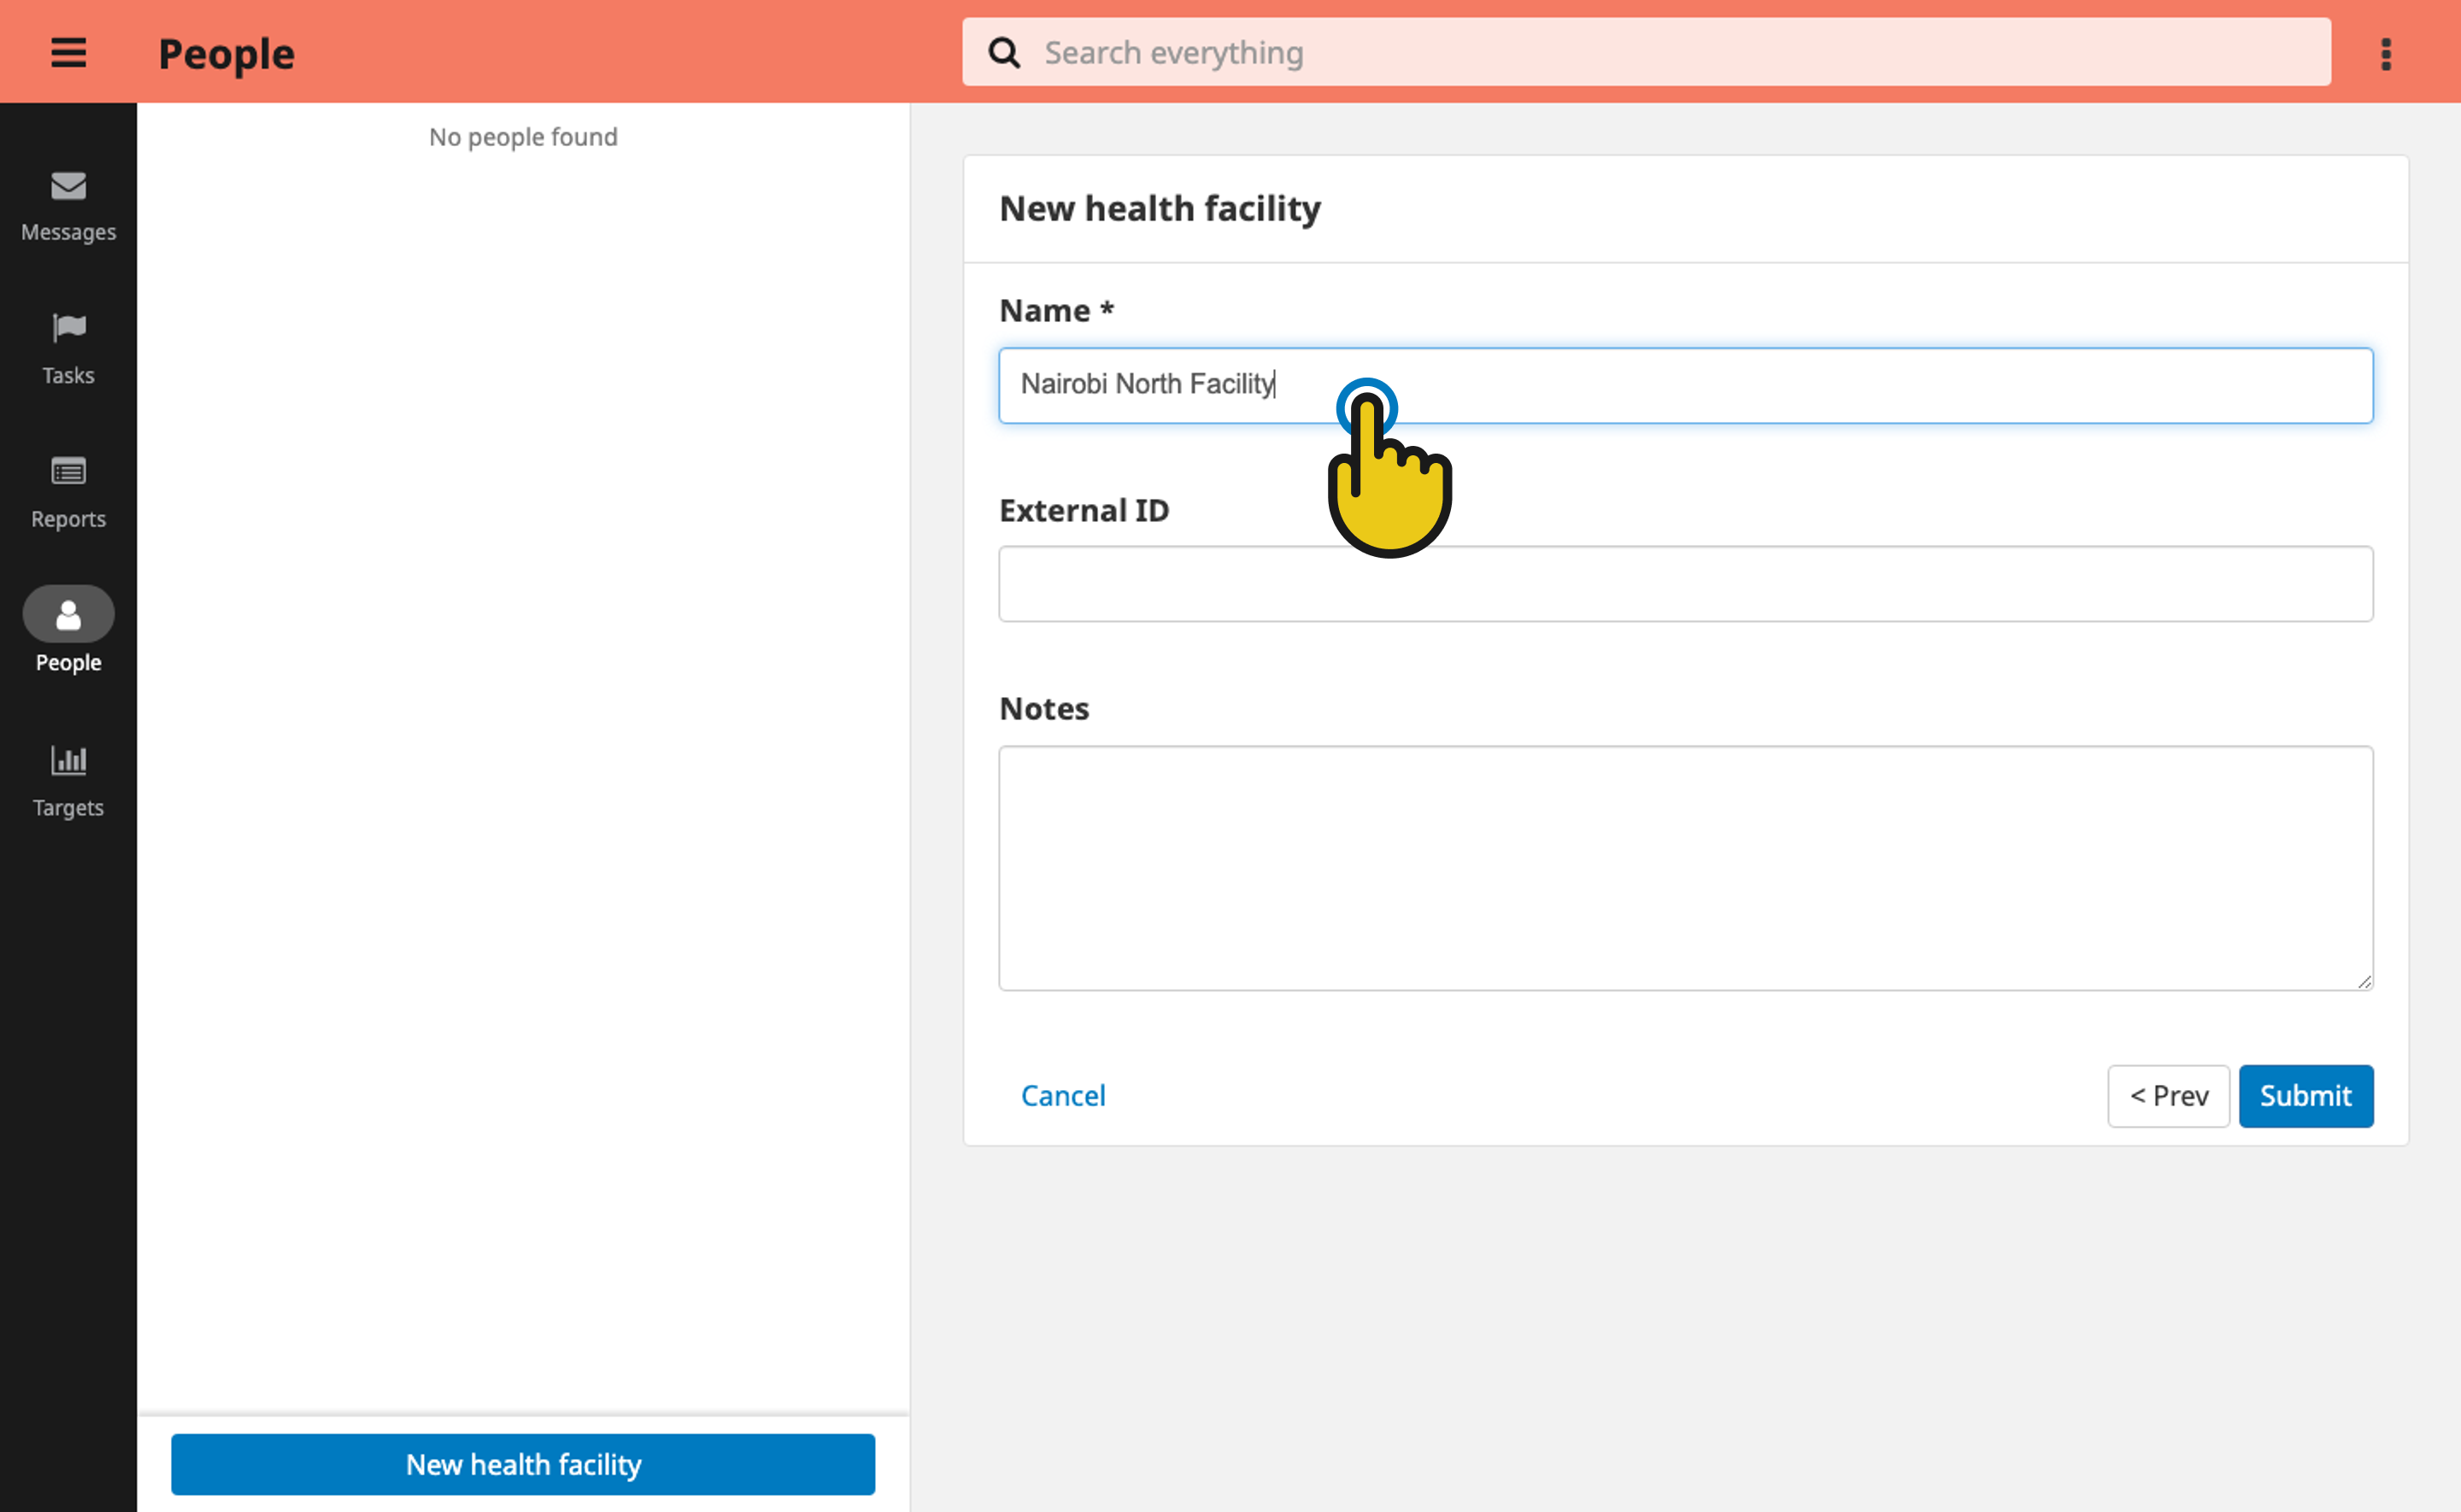 People
Search everything
Messages
Tasks
Reports
People
Targets
No people found
New health facility
New health facility
Name *
Nairobi North Facility
External ID
Notes
Cancel
< Prev
Submit